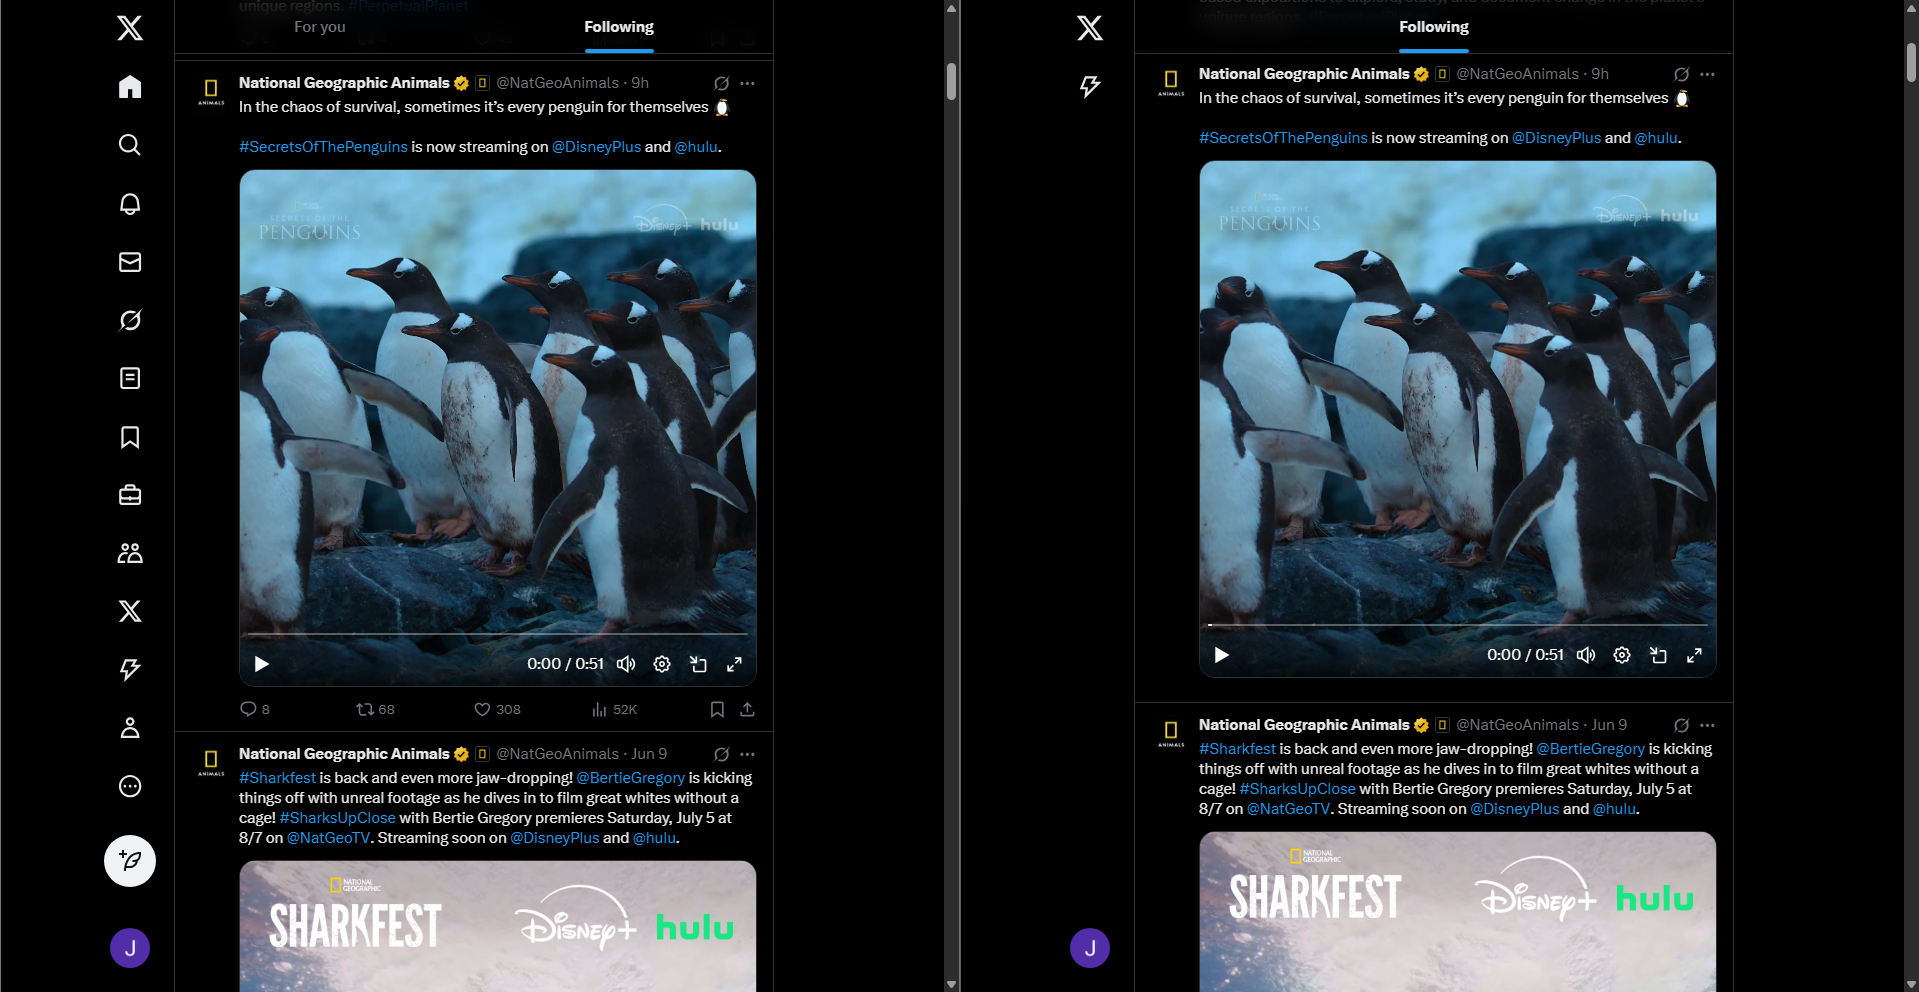 unique regions. #PerpetualPlanet
For you
Following
National Geographic Animals @NatGeoAnimals · 9h
ANIMALS
In the chaos of survival, sometimes it’s every penguin for themselves 🐧
#SecretsOfThePenguins is now streaming on @DisneyPlus and @hulu.
SECRETS OF THE
PENGUINS
Disney+ hulu
0:00 / 0:51
8
68
308
52K
National Geographic Animals @NatGeoAnimals · Jun 9
ANIMALS
#Sharkfest is back and even more jaw-dropping! @BertieGregory is kicking
things off with unreal footage as he dives in to film great whites without a
cage! #SharksUpClose with Bertie Gregory premieres Saturday, July 5 at
8/7 on @NatGeoTV. Streaming soon on @DisneyPlus and @hulu.
NATIONAL
GEOGRAPHIC
SHARKFEST
Disney+ hulu
J
unique regions.
Following
National Geographic Animals @NatGeoAnimals · 9h
ANIMALS
In the chaos of survival, sometimes it’s every penguin for themselves 🐧
#SecretsOfThePenguins is now streaming on @DisneyPlus and @hulu.
SECRETS OF THE
PENGUINS
Disney+ hulu
0:00 / 0:51
National Geographic Animals @NatGeoAnimals · Jun 9
ANIMALS
#Sharkfest is back and even more jaw-dropping! @BertieGregory is kicking
things off with unreal footage as he dives in to film great whites without a
cage! #SharksUpClose with Bertie Gregory premieres Saturday, July 5 at
8/7 on @NatGeoTV. Streaming soon on @DisneyPlus and @hulu.
NATIONAL
GEOGRAPHIC
SHARKFEST
Disney+ hulu
J